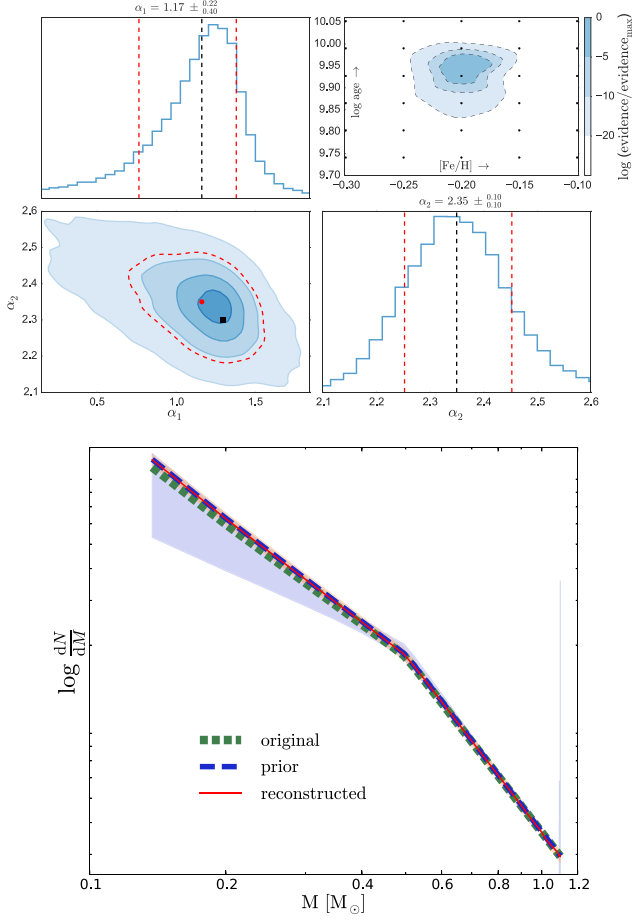 α₁ = 1.17 ± 0.22 0.40
10.05
10.00
9.95
9.90
9.85
9.80
9.75
9.70
log age →
[Fe/H] →
−0.30 −0.25 −0.20 −0.15 −0.10
0
−5
−10
−20
log (evidence/evidence_max)
2.6
2.5
2.4
2.3
2.2
2.1
α₂
0.5 1.0 1.5
α₁
α₂ = 2.35 ± 0.10 0.10
2.1 2.2 2.3 2.4 2.5 2.6
α₂
log dN/dM
original
prior
reconstructed
0.1 0.2 0.4 0.6 0.8 1.0 1.2
M [M⊙]